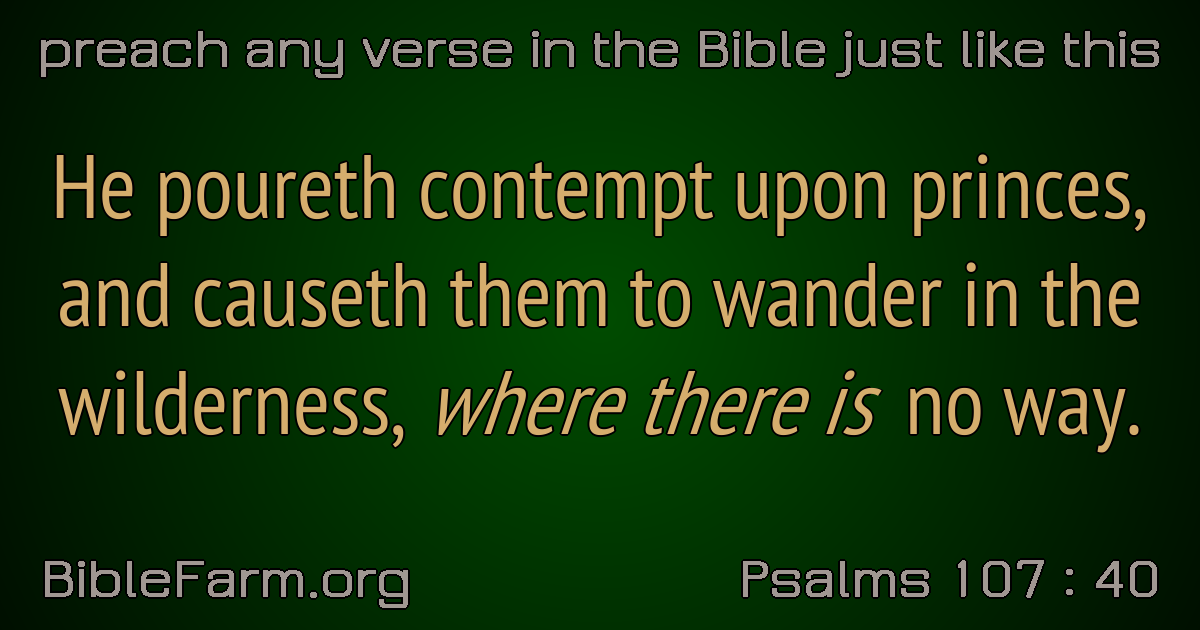 preach any verse in the Bible just like this
He poureth contempt upon princes,
and causeth them to wander in the
wilderness, where there is no way.
BibleFarm.org
Psalms 107 : 40